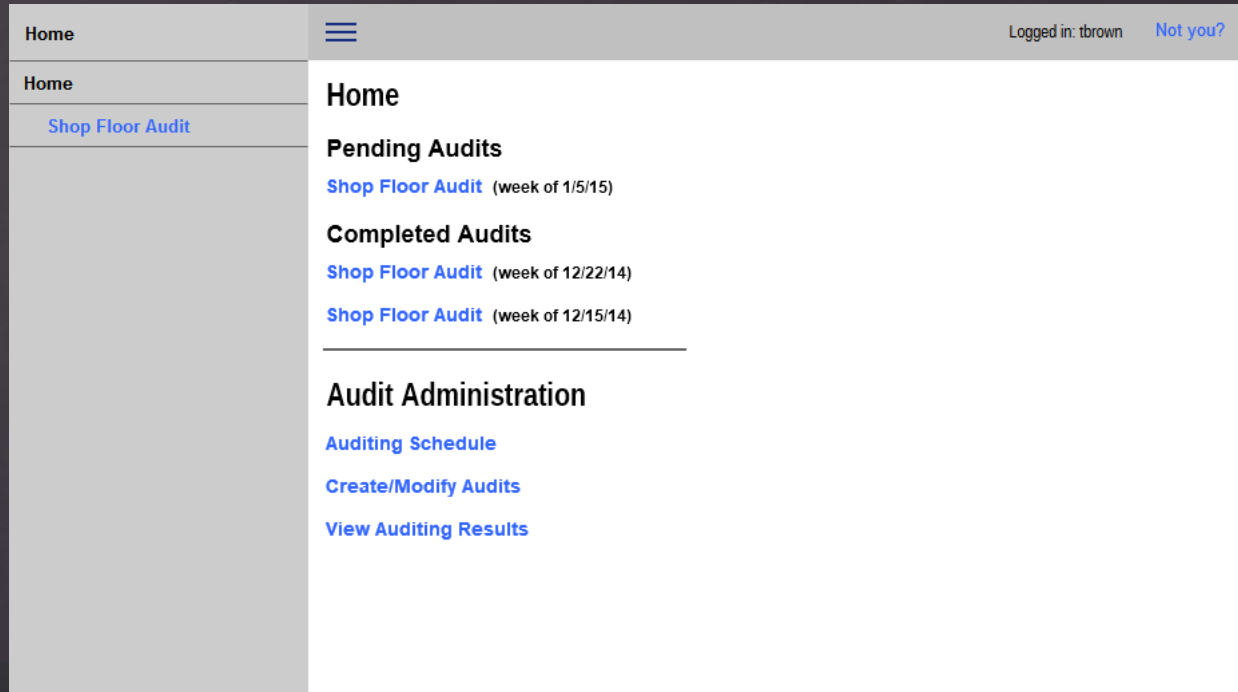 Home
Logged in: tbrown Not you?
Home
Shop Floor Audit
Home
Pending Audits
Shop Floor Audit (week of 1/5/15)
Completed Audits
Shop Floor Audit (week of 12/22/14)
Shop Floor Audit (week of 12/15/14)
Audit Administration
Auditing Schedule
Create/Modify Audits
View Auditing Results